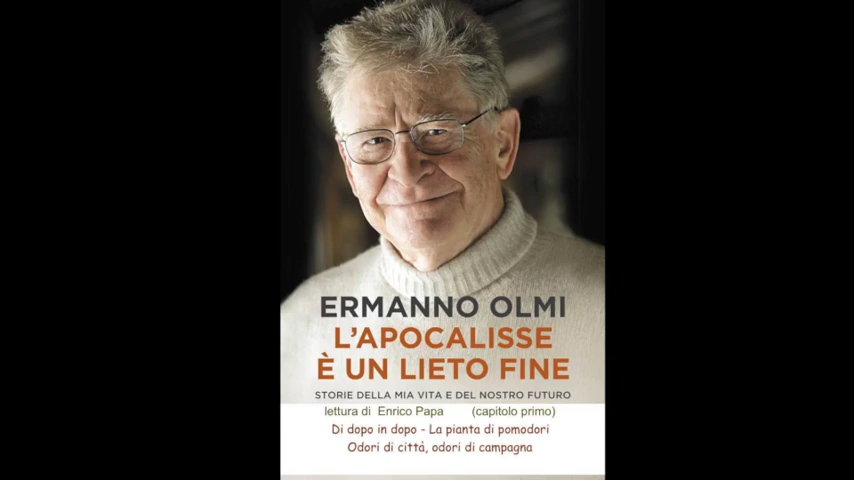 ERMANNO OLMI
L'APOCALISSE
È UN LIETO FINE
STORIE DELLA MIA VITA E DEL NOSTRO FUTURO
lettura di Enrico Papa (capitolo primo)
Di dopo in dopo - La pianta di pomodori
Odori di città, odori di campagna